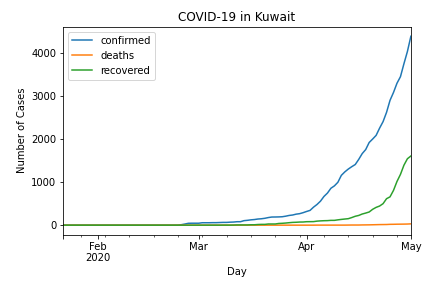 COVID-19 in Kuwait
confirmed
deaths
recovered
Number of Cases
4000
3000
2000
1000
0
Feb
2020
Mar
Apr
May
Day